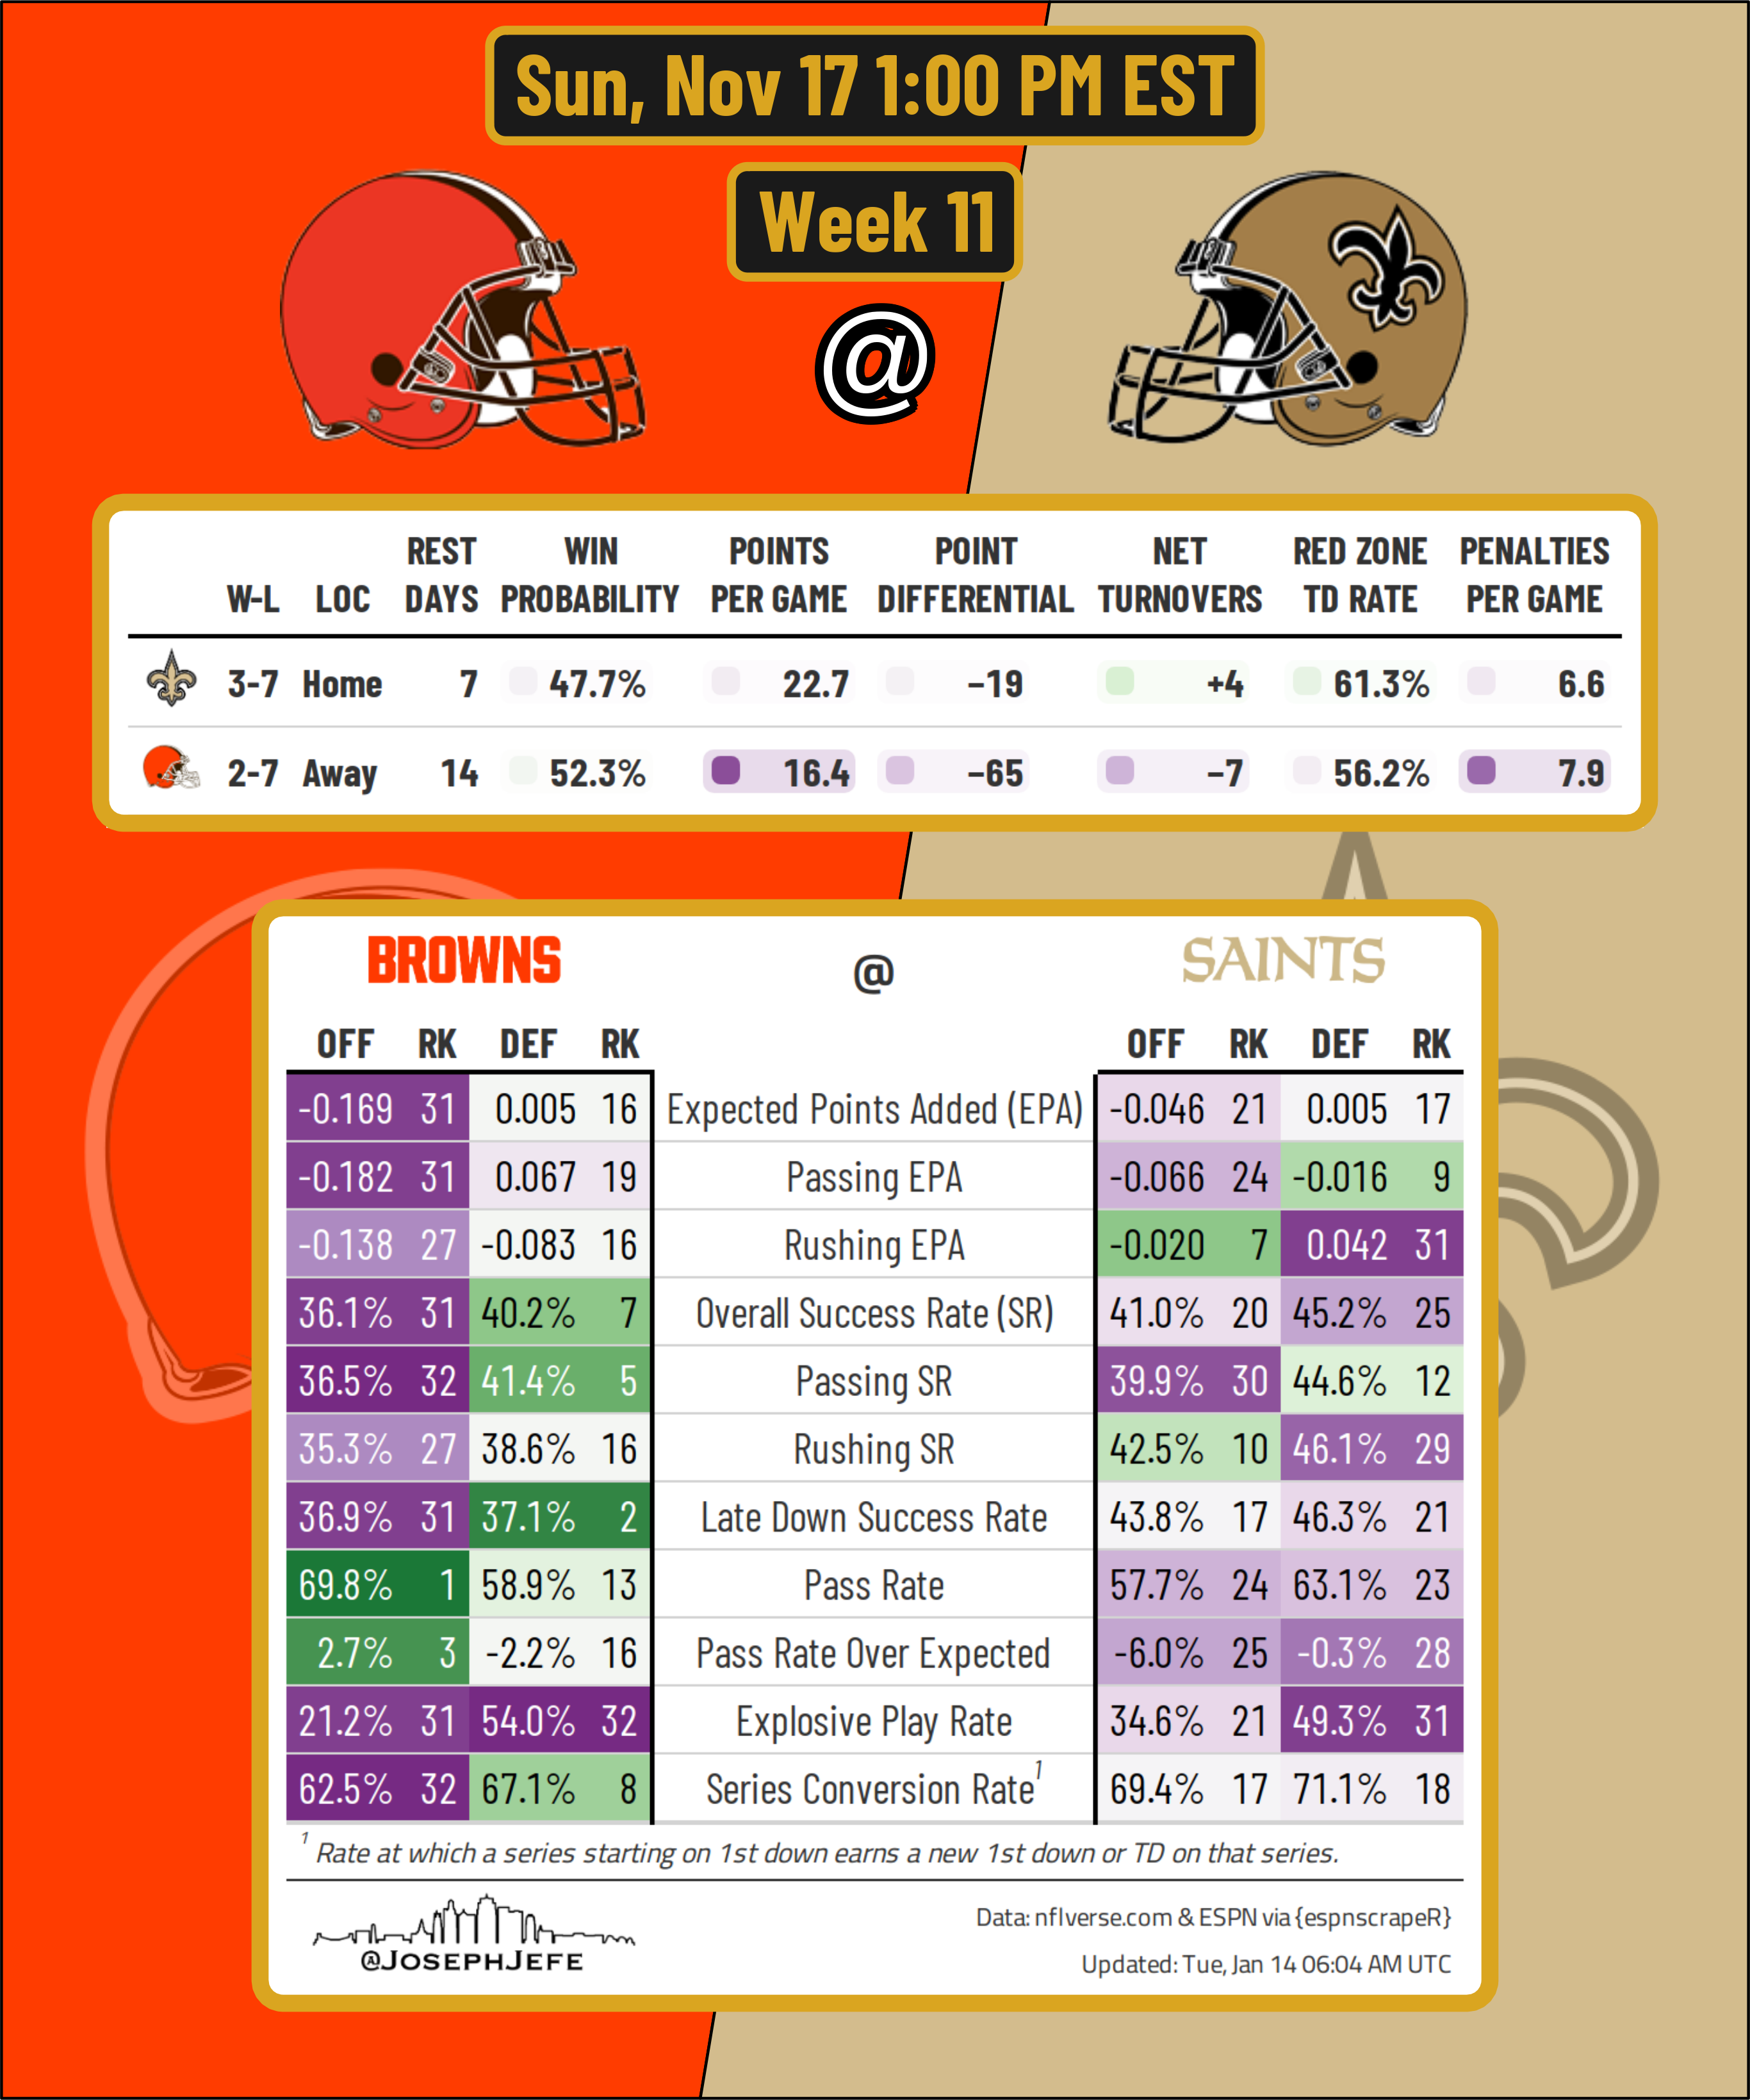 Sun, Nov 17 1:00 PM EST
Week 11
@
W-L LOC REST DAYS WIN PROBABILITY POINTS PER GAME POINT DIFFERENTIAL NET TURNOVERS RED ZONE TD RATE PENALTIES PER GAME
3-7 Home 7 47.7% 22.7 −19 +4 61.3% 6.6
2-7 Away 14 52.3% 16.4 −65 −7 56.2% 7.9
BROWNS @ SAINTS
OFF RK DEF RK OFF RK DEF RK
-0.169 31 0.005 16 Expected Points Added (EPA) -0.046 21 0.005 17
-0.182 31 0.067 19 Passing EPA -0.066 24 -0.016 9
-0.138 27 -0.083 16 Rushing EPA -0.020 7 0.042 31
36.1% 31 40.2% 7 Overall Success Rate (SR) 41.0% 20 45.2% 25
36.5% 32 41.4% 5 Passing SR 39.9% 30 44.6% 12
35.3% 27 38.6% 16 Rushing SR 42.5% 10 46.1% 29
36.9% 31 37.1% 2 Late Down Success Rate 43.8% 17 46.3% 21
69.8% 1 58.9% 13 Pass Rate 57.7% 24 63.1% 23
2.7% 3 -2.2% 16 Pass Rate Over Expected -6.0% 25 -0.3% 28
21.2% 31 54.0% 32 Explosive Play Rate 34.6% 21 49.3% 31
62.5% 32 67.1% 8 Series Conversion Rate¹ 69.4% 17 71.1% 18
¹ Rate at which a series starting on 1st down earns a new 1st down or TD on that series.
@JOSEPHJEFE
Data: nflverse.com & ESPN via {espnscrapeR}
Updated: Tue, Jan 14 06:04 AM UTC